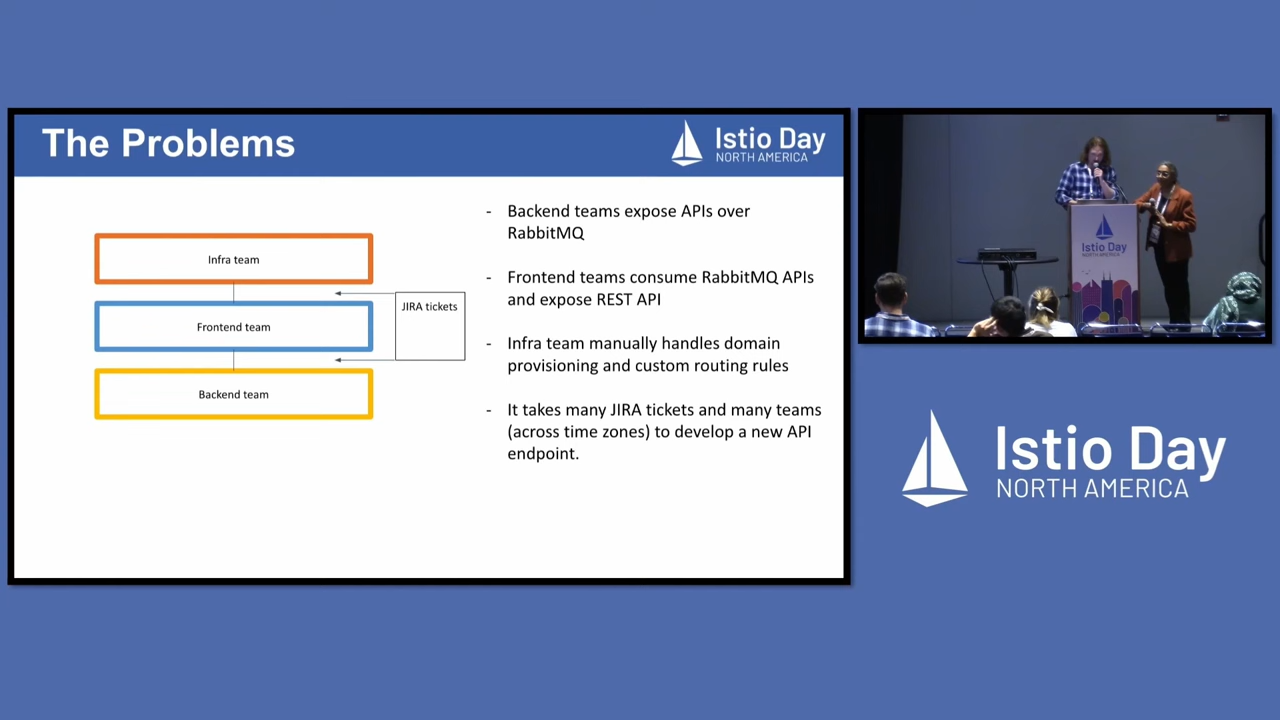 The Problems
Istio Day
NORTH AMERICA
Infra team
Frontend team
Backend team
JIRA tickets
- Backend teams expose APIs over
RabbitMQ
- Frontend teams consume RabbitMQ APIs
and expose REST API
- Infra team manually handles domain
provisioning and custom routing rules
- It takes many JIRA tickets and many teams
(across time zones) to develop a new API
endpoint.
Istio Day
Istio Day
NORTH AMERICA